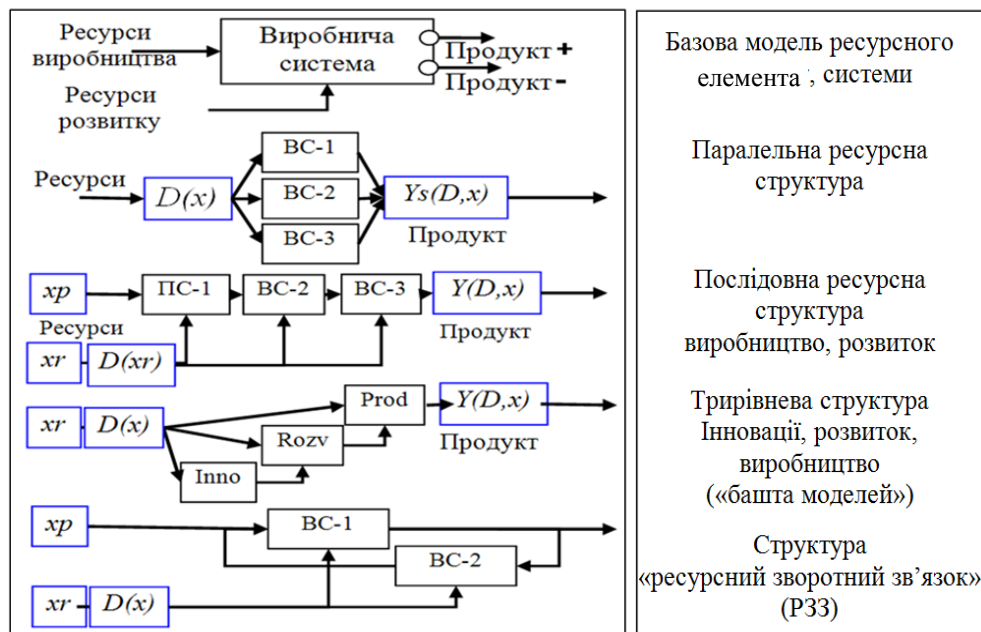 Ресурси
виробництва
Ресурси
розвитку
Виробнича
система
Продукт+
Продукт-
Базова модель ресурсного
елемента , системи
Ресурси
D(x)
ВС-1
ВС-2
ВС-3
Ys(D,x)
Продукт
Паралельна ресурсна
структура
xp
ПС-1
ВС-2
ВС-3
Y(D,x)
Ресурси
Продукт
xr
D(xr)
Послідовна ресурсна
структура
виробництво, розвиток
xr
D(x)
Prod
Y(D,x)
Rozv
Продукт
Inno
Трирівнева структура
Інновації, розвиток,
виробництво
(«башта моделей»)
xp
ВС-1
ВС-2
xr
D(x)
Структура
«ресурсний зворотний зв’язок»
(РЗЗ)